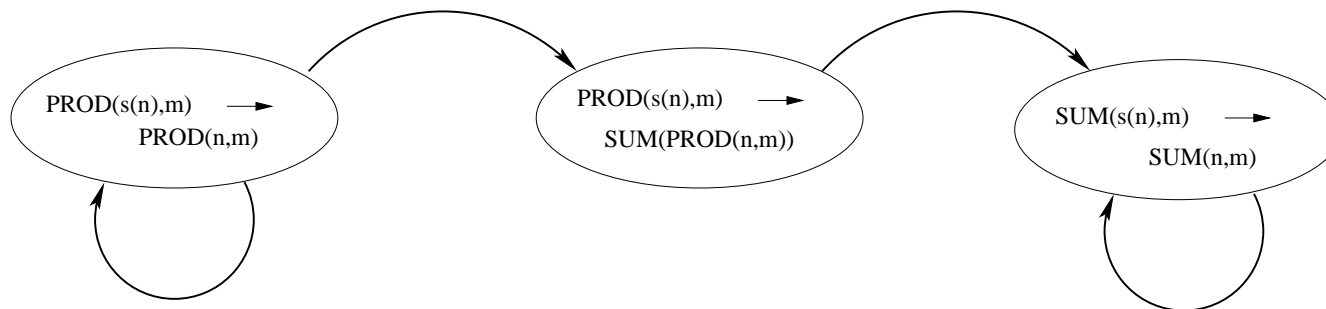 PROD(s(n),m)
PROD(n,m)
PROD(s(n),m)
SUM(PROD(n,m))
SUM(s(n),m)
SUM(n,m)